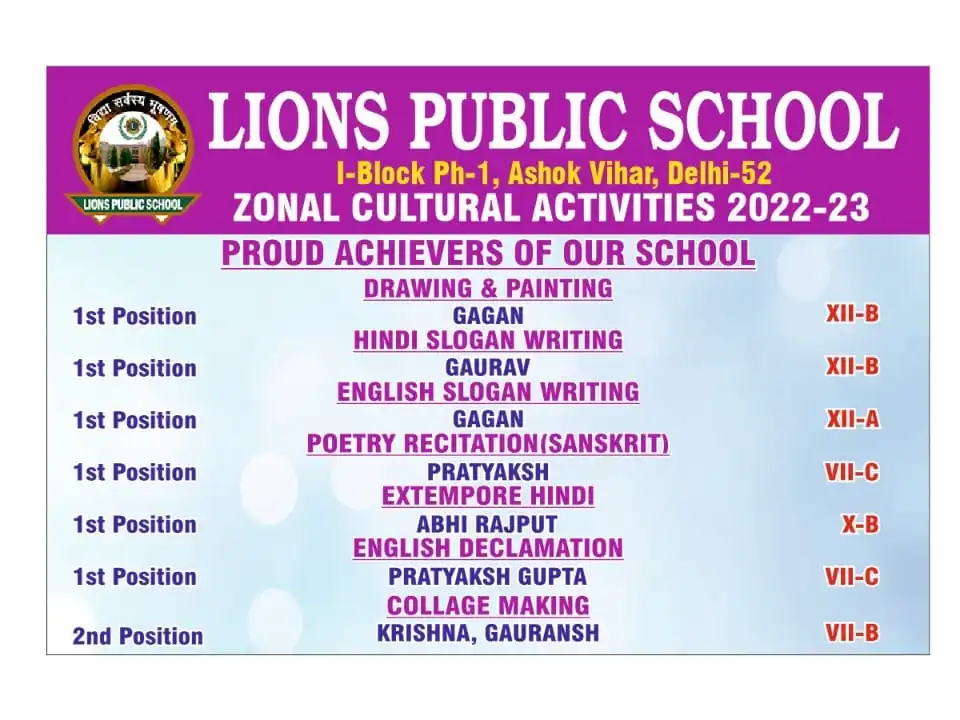 विद्या सर्वस्य भूषणम्
LIONS PUBLIC SCHOOL
LIONS PUBLIC SCHOOL
I-Block Ph-1, Ashok Vihar, Delhi-52
ZONAL CULTURAL ACTIVITIES 2022-23
PROUD ACHIEVERS OF OUR SCHOOL
DRAWING & PAINTING
1st Position GAGAN XII-B
HINDI SLOGAN WRITING
1st Position GAURAV XII-B
ENGLISH SLOGAN WRITING
1st Position GAGAN XII-A
POETRY RECITATION(SANSKRIT)
1st Position PRATYAKSH VII-C
EXTEMPORE HINDI
1st Position ABHI RAJPUT X-B
ENGLISH DECLAMATION
1st Position PRATYAKSH GUPTA VII-C
COLLAGE MAKING
2nd Position KRISHNA, GAURANSH VII-B